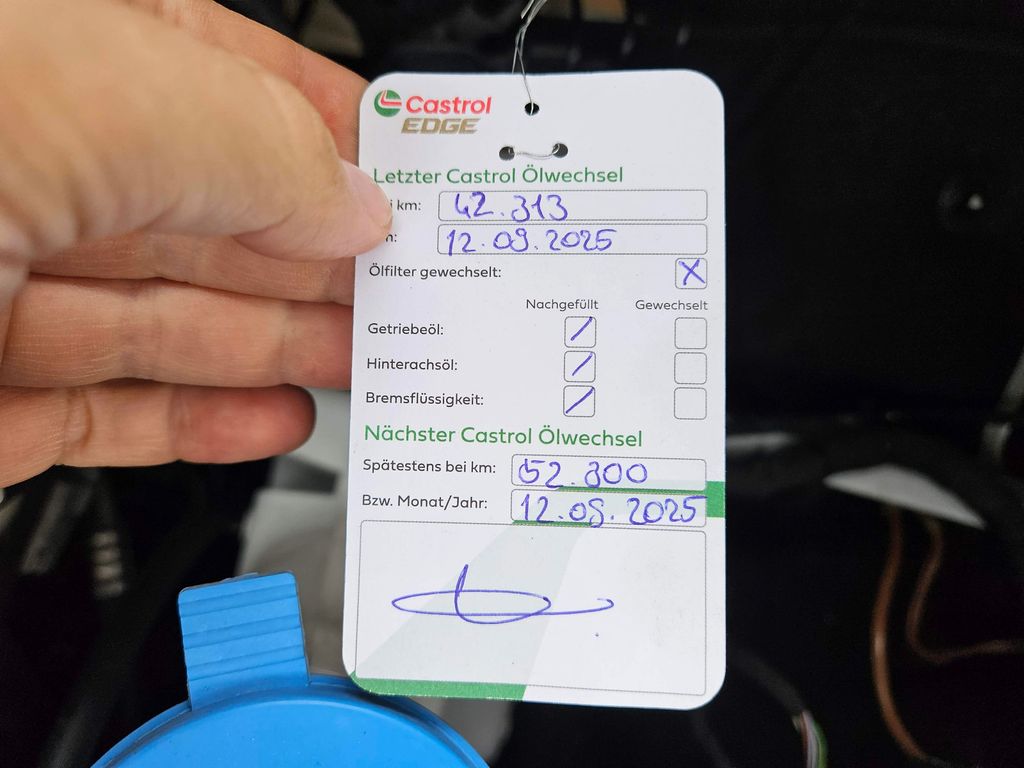 Castrol
EDGE
Letzter Castrol Ölwechsel
km: 42.313
12.09.2025
Ölfilter gewechselt: X
Nachgefüllt Gewechselt
Getriebeöl: /
Hinterachsöl: /
Bremsflüssigkeit: /
Nächster Castrol Ölwechsel
Spätestens bei km: 52.300
Bzw. Monat/Jahr: 12.09.2025